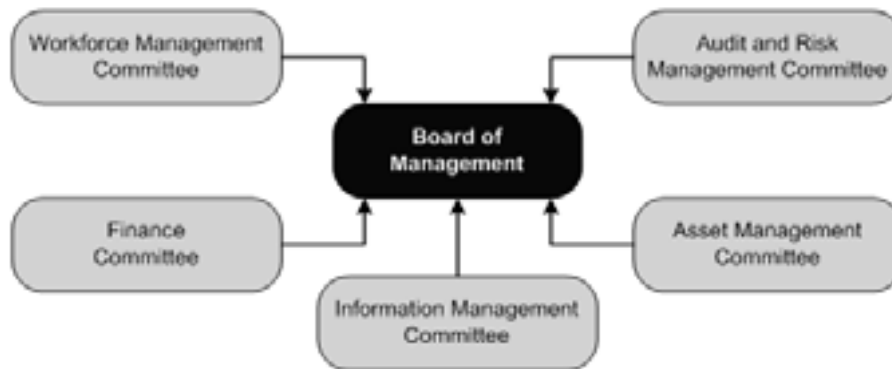 Workforce Management
Committee
Audit and Risk
Management Committee
Board of
Management
Finance
Committee
Asset Management
Committee
Information Management
Committee